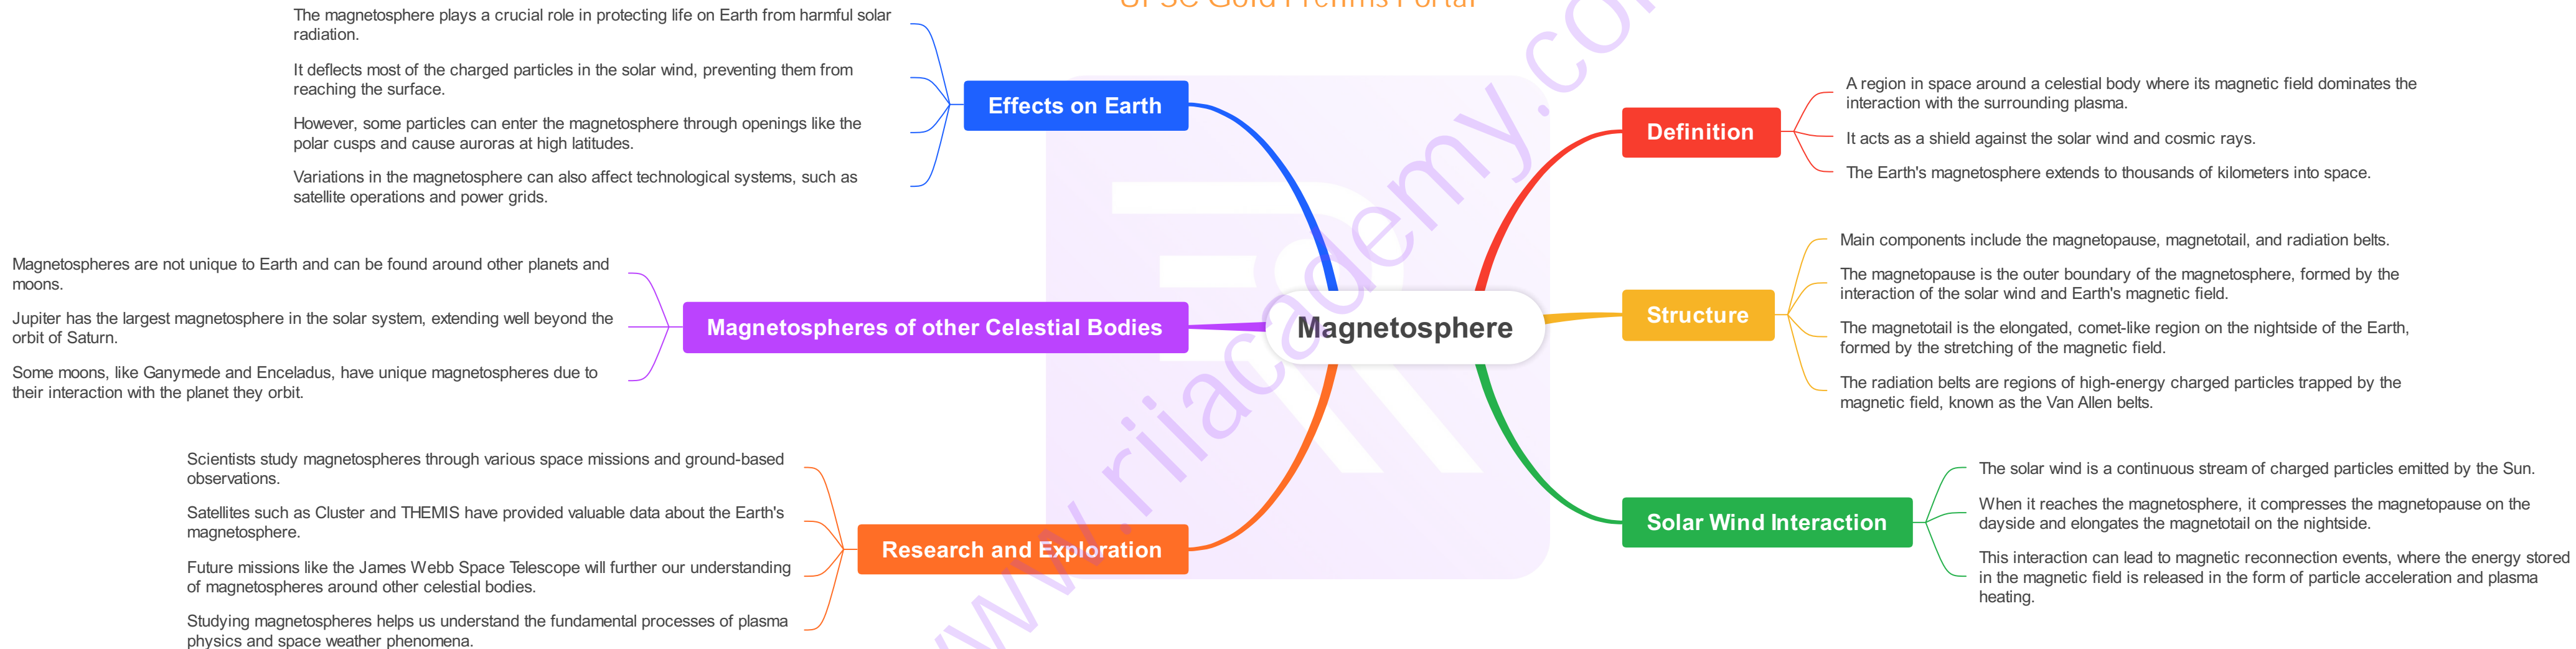 UPSC Gold Prelims Portal
Magnetosphere
Definition
A region in space around a celestial body where its magnetic field dominates the
interaction with the surrounding plasma.
It acts as a shield against the solar wind and cosmic rays.
The Earth's magnetosphere extends to thousands of kilometers into space.
Structure
Main components include the magnetopause, magnetotail, and radiation belts.
The magnetopause is the outer boundary of the magnetosphere, formed by the
interaction of the solar wind and Earth's magnetic field.
The magnetotail is the elongated, comet-like region on the nightside of the Earth,
formed by the stretching of the magnetic field.
The radiation belts are regions of high-energy charged particles trapped by the
magnetic field, known as the Van Allen belts.
Solar Wind Interaction
The solar wind is a continuous stream of charged particles emitted by the Sun.
When it reaches the magnetosphere, it compresses the magnetopause on the
dayside and elongates the magnetotail on the nightside.
This interaction can lead to magnetic reconnection events, where the energy stored
in the magnetic field is released in the form of particle acceleration and plasma
heating.
Effects on Earth
The magnetosphere plays a crucial role in protecting life on Earth from harmful solar
radiation.
It deflects most of the charged particles in the solar wind, preventing them from
reaching the surface.
However, some particles can enter the magnetosphere through openings like the
polar cusps and cause auroras at high latitudes.
Variations in the magnetosphere can also affect technological systems, such as
satellite operations and power grids.
Magnetospheres of other Celestial Bodies
Magnetospheres are not unique to Earth and can be found around other planets and
moons.
Jupiter has the largest magnetosphere in the solar system, extending well beyond the
orbit of Saturn.
Some moons, like Ganymede and Enceladus, have unique magnetospheres due to
their interaction with the planet they orbit.
Research and Exploration
Scientists study magnetospheres through various space missions and ground-based
observations.
Satellites such as Cluster and THEMIS have provided valuable data about the Earth's
magnetosphere.
Future missions like the James Webb Space Telescope will further our understanding
of magnetospheres around other celestial bodies.
Studying magnetospheres helps us understand the fundamental processes of plasma
physics and space weather phenomena.
www.riiacademy.com